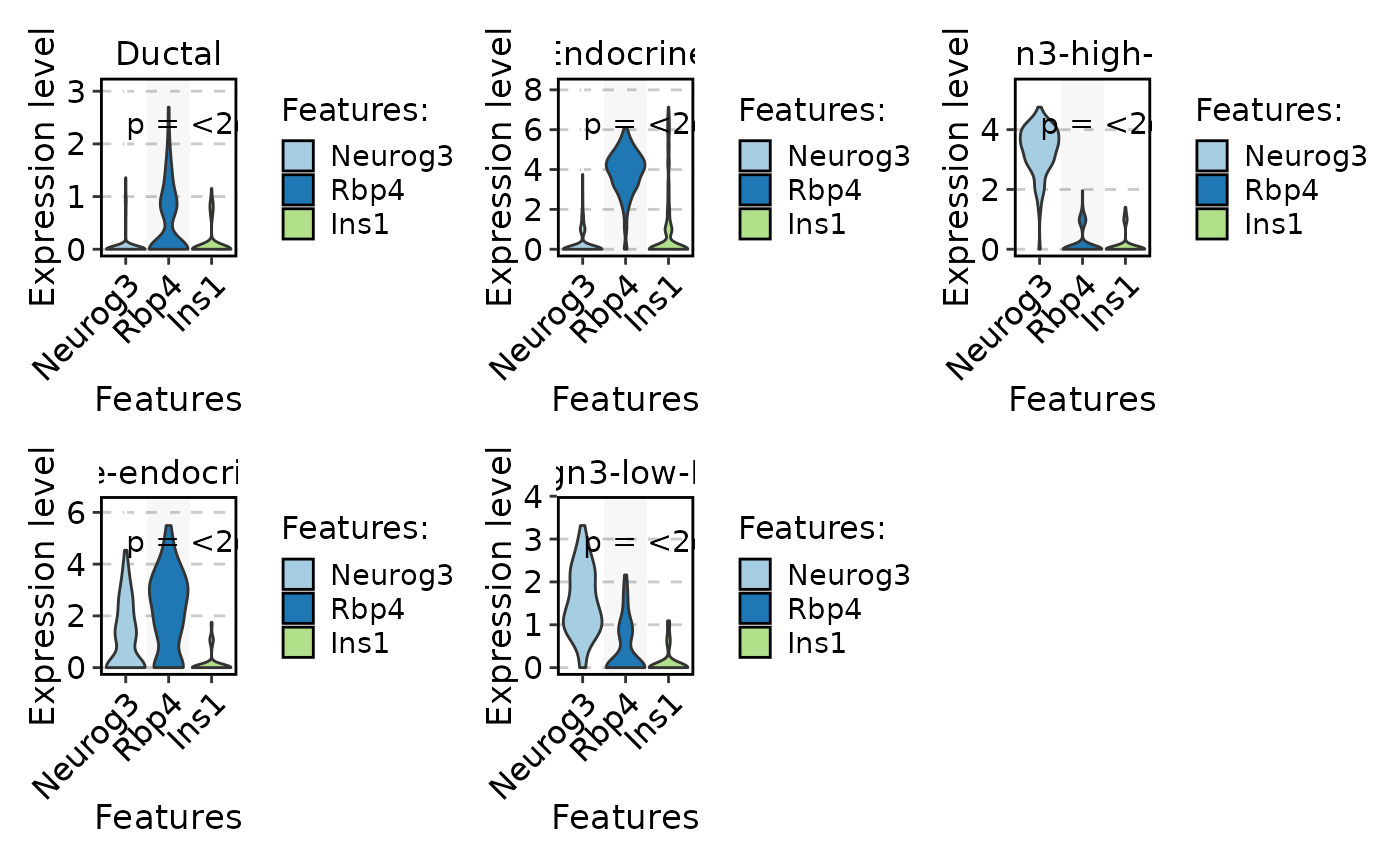 Ductal
Expression level
3
2
1
0
p = <2
Neurog3
Rbp4
Ins1
Features
Features:
Neurog3
Rbp4
Ins1
Endocrine
Expression level
8
6
4
2
0
p = <2
Neurog3
Rbp4
Ins1
Features
Features:
Neurog3
Rbp4
Ins1
n3-high-
Expression level
4
2
0
p = <2
Neurog3
Rbp4
Ins1
Features
Features:
Neurog3
Rbp4
Ins1
e-endocri
Expression level
6
4
2
0
p = <2
Neurog3
Rbp4
Ins1
Features
Features:
Neurog3
Rbp4
Ins1
gn3-low-
Expression level
4
3
2
1
0
p = <2
Neurog3
Rbp4
Ins1
Features
Features:
Neurog3
Rbp4
Ins1